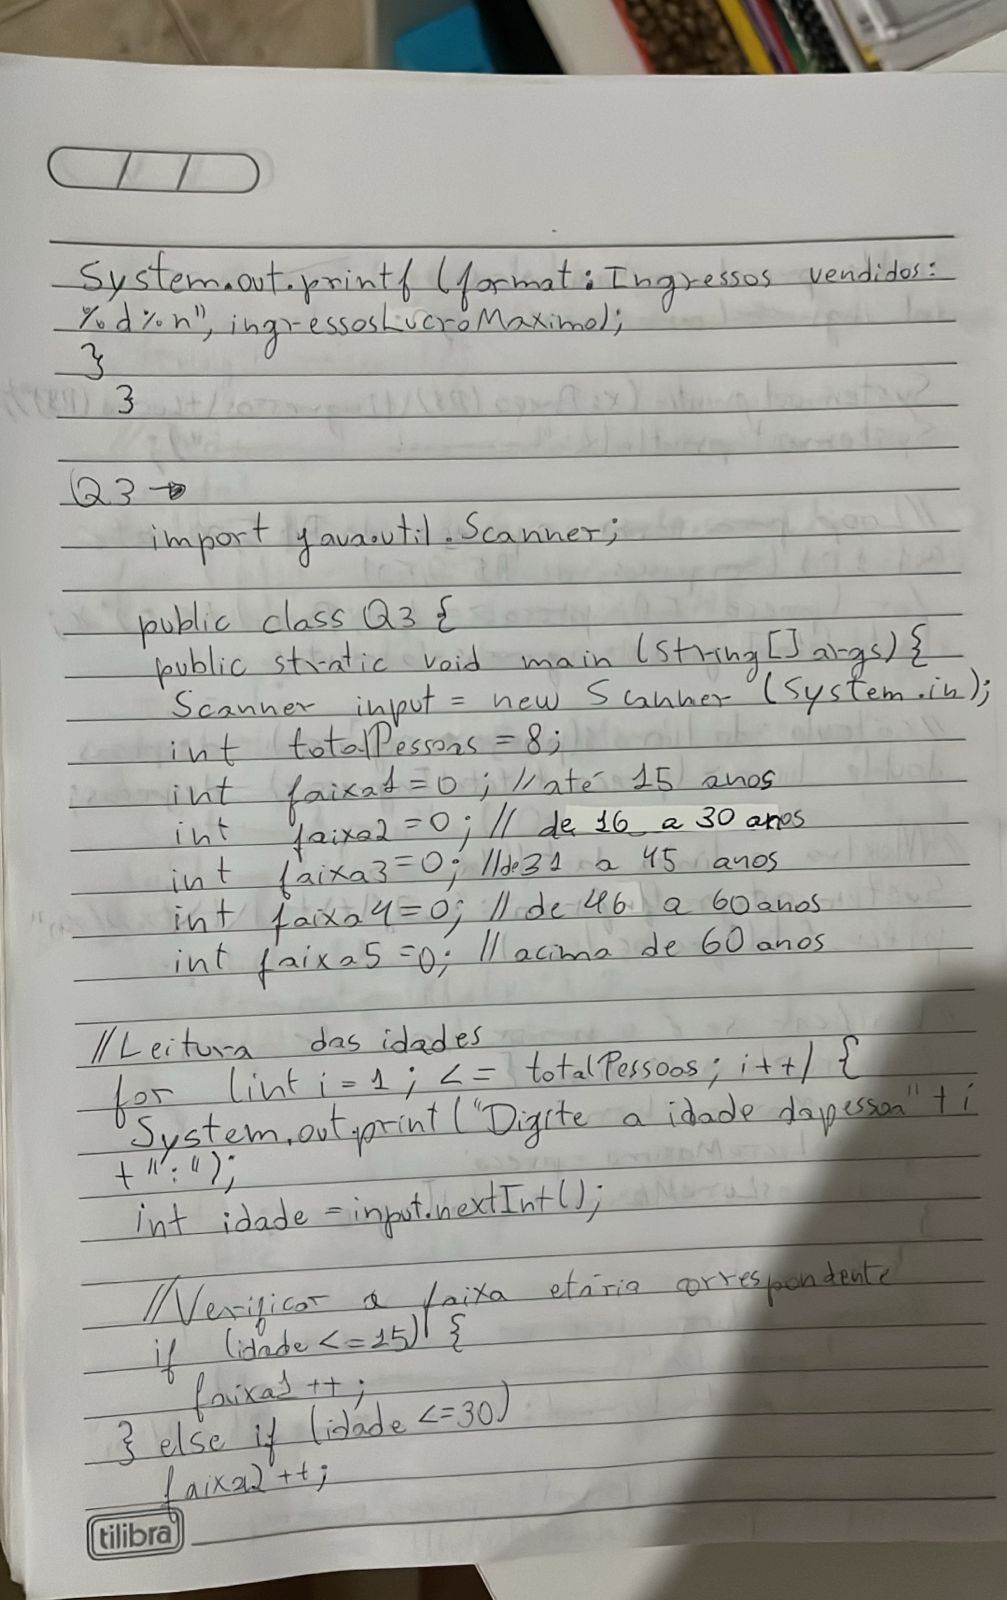 System.out.printf (format: Ingressos vendidos:
%d%n", ingressosLucroMaximo);
}
}
Q3 →
import java.util.Scanner;
public class Q3 {
public static void main (String[] args) {
Scanner input = new Scanner (System.in);
int totalPessoas = 8;
int faixa1 = 0; // até 15 anos
int faixa2 = 0; // de 16 a 30 anos
int faixa3 = 0; // de 31 a 45 anos
int faixa4 = 0; // de 46 a 60 anos
int faixa5 = 0; // acima de 60 anos
// Leitura das idades
for (int i = 1; <= totalPessoas; i++) {
System.out.print ("Digite a idade da pessoa" + i
+ ":");
int idade = input.nextInt();
// Verificar a faixa etária correspondente
if (idade <= 15) {
faixa1 ++;
} else if (idade <= 30)
faixa2 ++;
tilibra